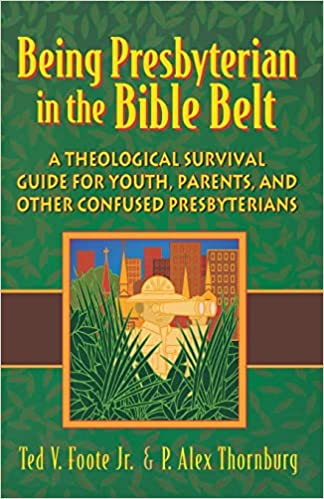 Being Presbyterian
in the Bible Belt
A THEOLOGICAL SURVIVAL
GUIDE FOR YOUTH, PARENTS, AND
OTHER CONFUSED PRESBYTERIANS
TED V. FOOTE JR. & P. ALEX THORNBURG